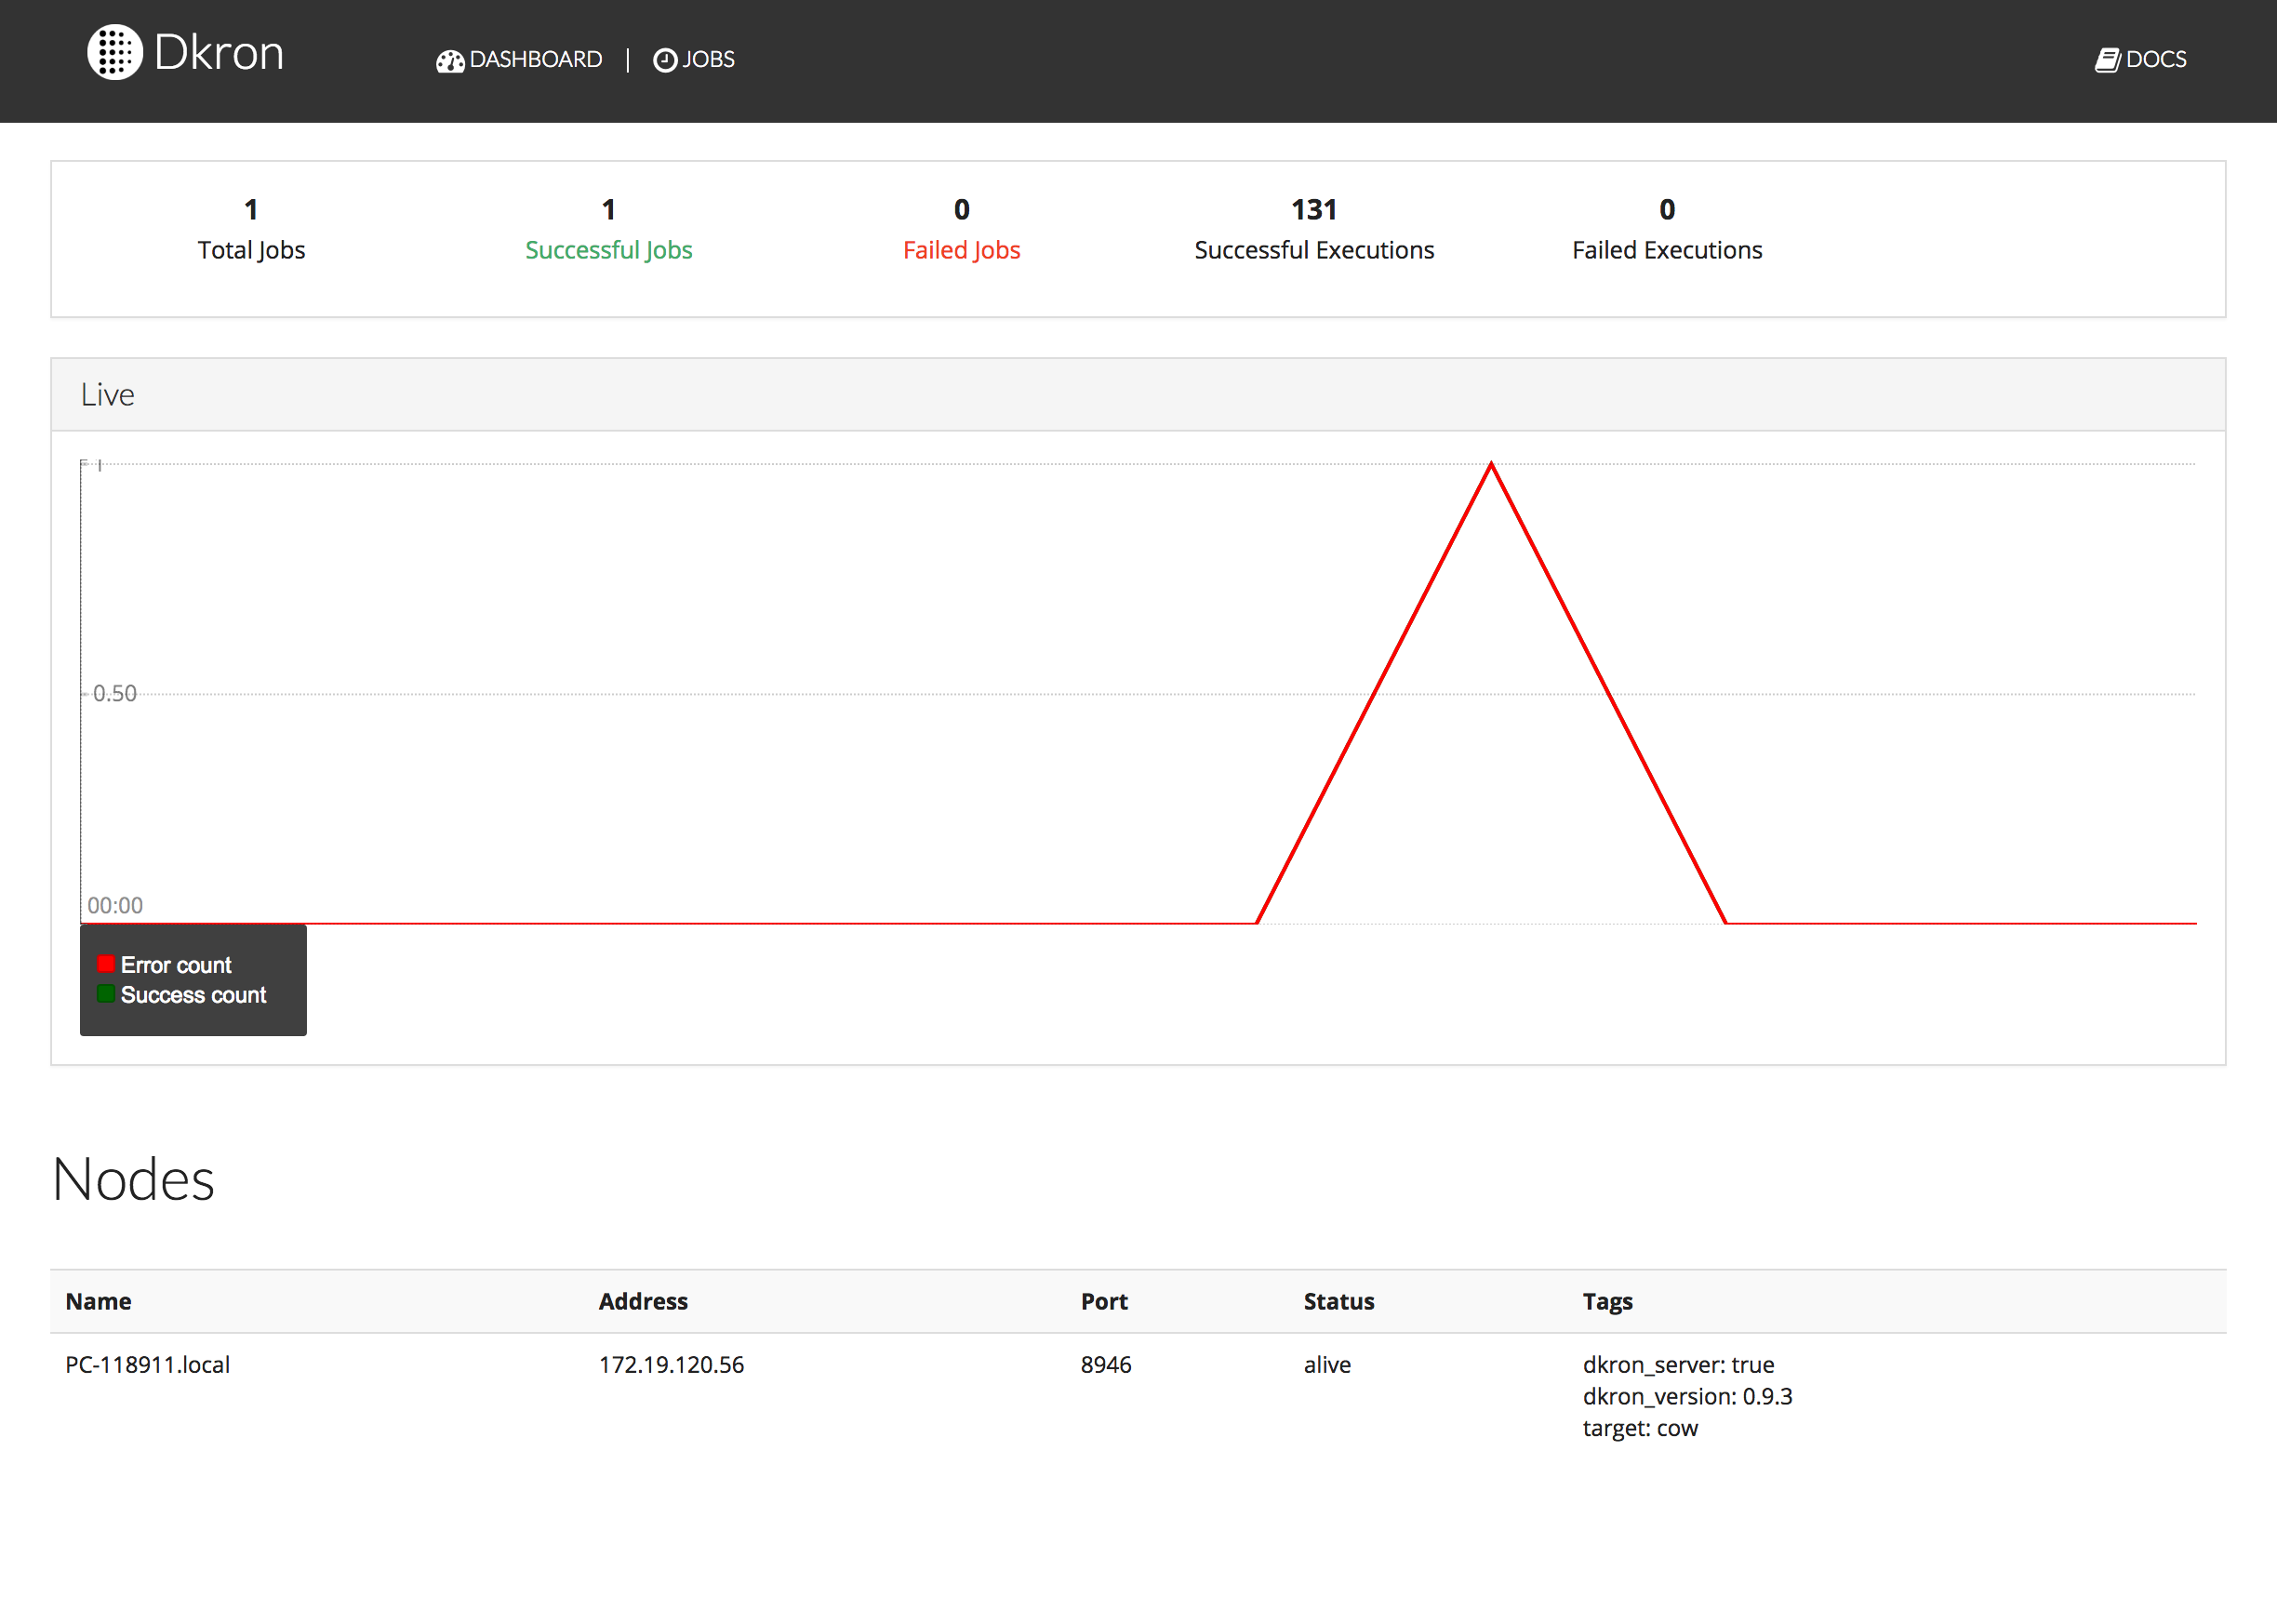 Dkron
DASHBOARD | JOBS
DOCS
1 1 0 131 0
Total Jobs Successful Jobs Failed Jobs Successful Executions Failed Executions
Live
1
0.50
00:00
Error count
Success count
Nodes
Name Address Port Status Tags
PC-118911.local 172.19.120.56 8946 alive dkron_server: true
dkron_version: 0.9.3
target: cow